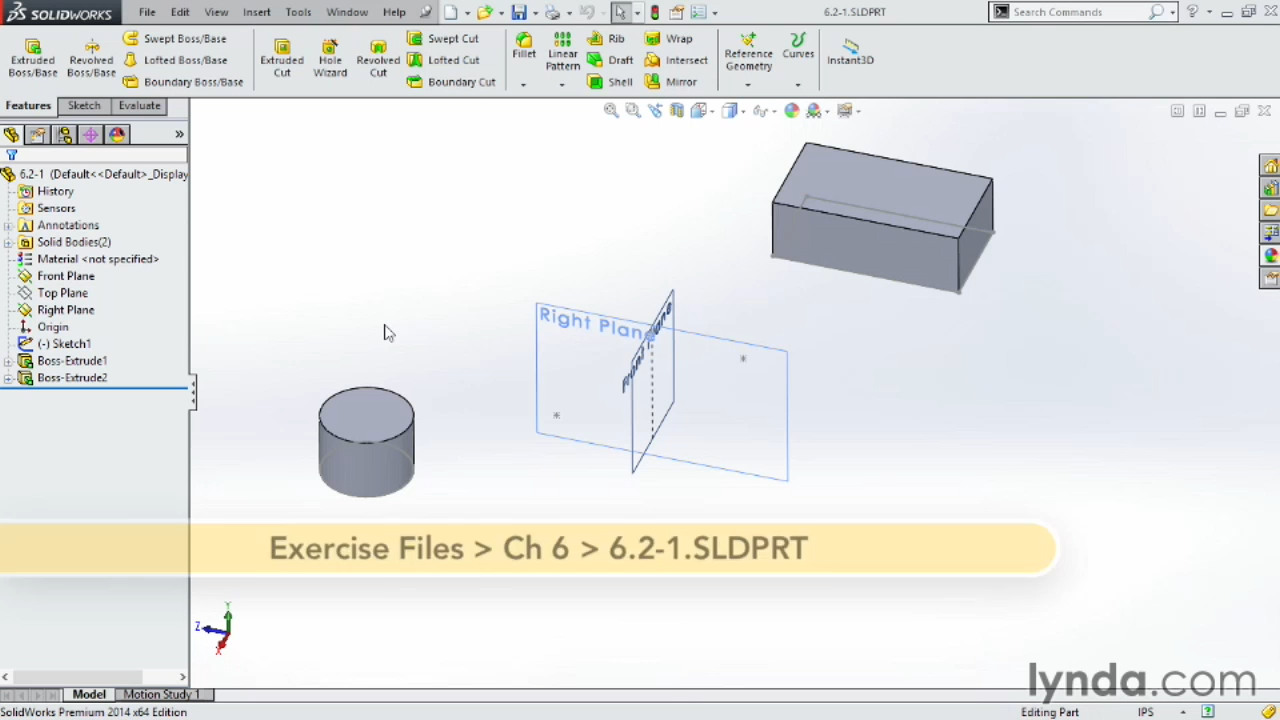 SOLIDWORKS File Edit View Insert Tools Window Help 6.2-1.SLDPRT Search Commands
Extruded Boss/Base
Revolved Boss/Base
Swept Boss/Base
Lofted Boss/Base
Boundary Boss/Base
Extruded Cut
Hole Wizard
Revolved Cut
Swept Cut
Lofted Cut
Boundary Cut
Fillet
Linear Pattern
Rib
Draft
Shell
Wrap
Intersect
Mirror
Reference Geometry
Curves
Instant3D
Features Sketch Evaluate
6.2-1 (Default<<Default>_Display
History
Sensors
Annotations
Solid Bodies(2)
Material <not specified>
Front Plane
Top Plane
Right Plane
Origin
(-) Sketch1
Boss-Extrude1
Boss-Extrude2
Right Plane
Front Plane
Exercise Files > Ch 6 > 6.2-1.SLDPRT
Y
Z
X
lynda.com
Model Motion Study 1
SolidWorks Premium 2014 x64 Edition Editing Part IPS